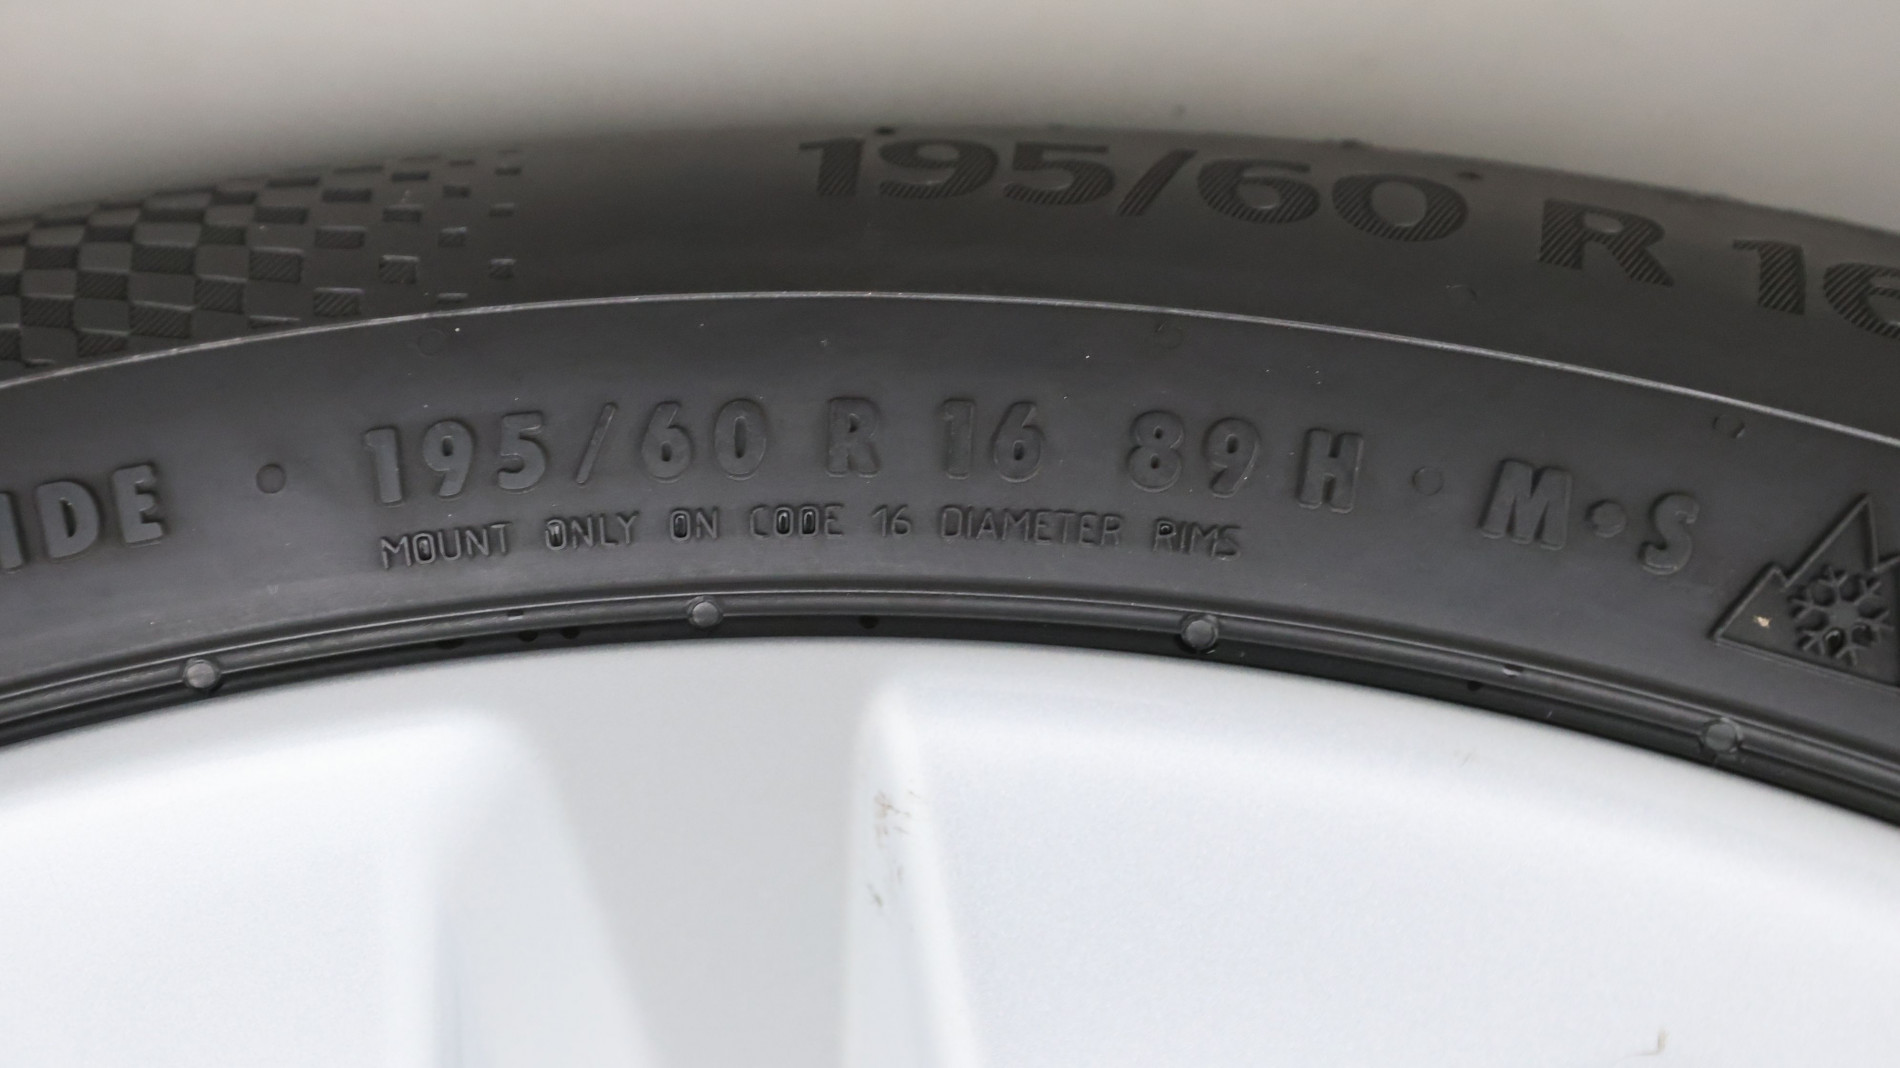 195/60 R 16
IDE • 195/60 R 16 89 H • M•S
MOUNT ONLY ON CODE 16 DIAMETER RIMS